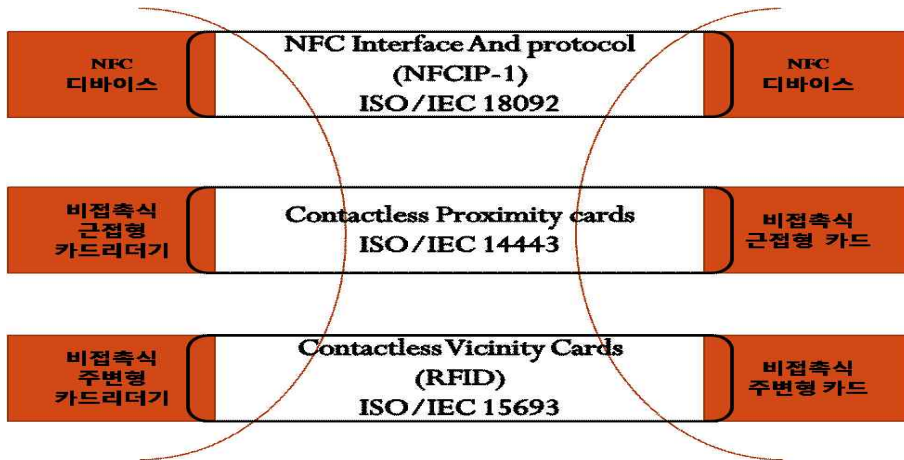 NFC
디바이스
NFC Interface And protocol
(NFCIP-1)
ISO/IEC 18092
NFC
디바이스
비접촉식
근접형
카드리더기
Contactless Proximity cards
ISO/IEC 14443
비접촉식
근접형 카드
비접촉식
주변형
카드리더기
Contactless Vicinity Cards
(RFID)
ISO/IEC 15693
비접촉식
주변형 카드